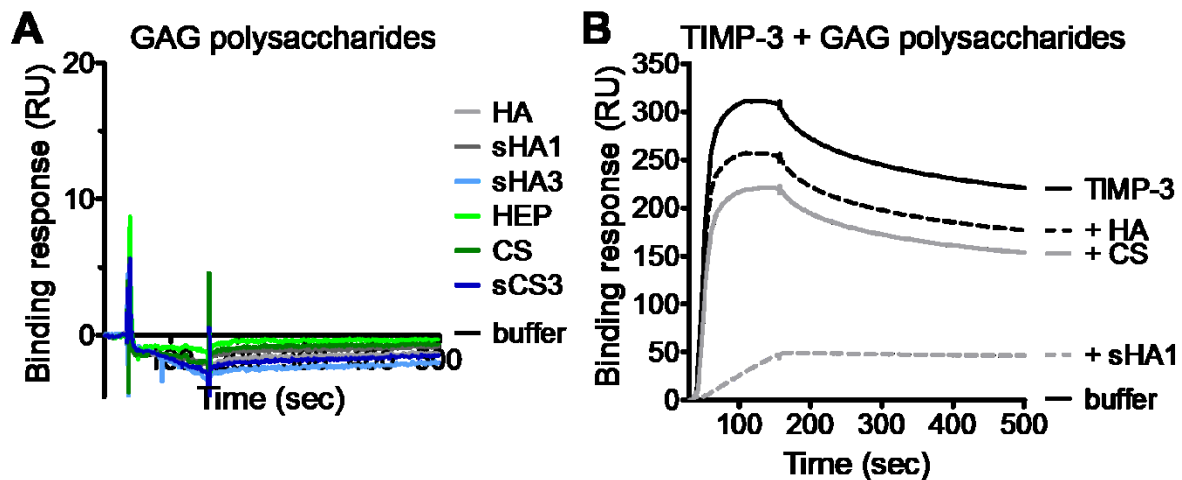 A
GAG polysaccharides
Binding response (RU)
20
10
0
Time (sec)
HA
sHA1
sHA3
HEP
CS
sCS3
buffer
B
TIMP-3 + GAG polysaccharides
Binding response (RU)
350
300
250
200
150
100
50
0
100
200
300
400
500
Time (sec)
TIMP-3
+ HA
+ CS
+ sHA1
buffer